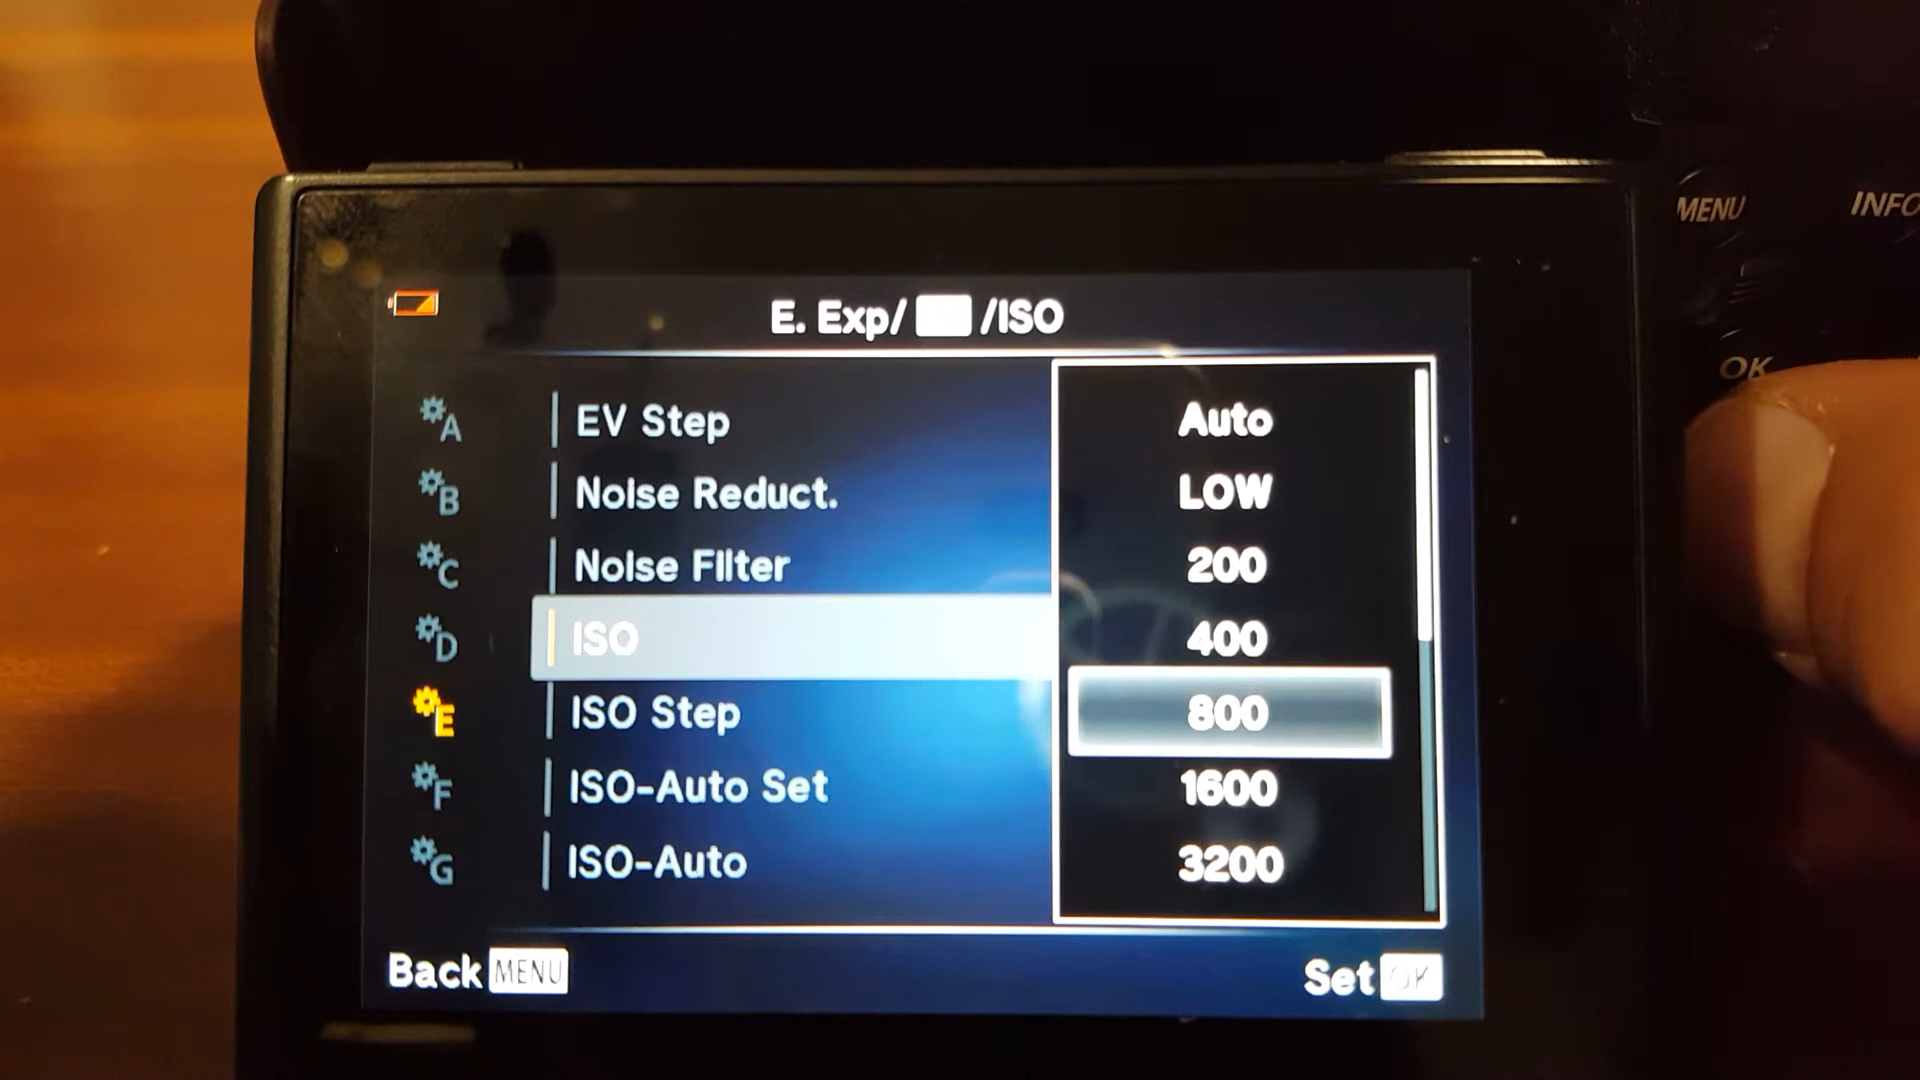 MENU
INFO
OK
E. Exp/ /ISO
A
EV Step
Auto
B
Noise Reduct.
LOW
C
Noise Filter
200
D
ISO
400
E
ISO Step
800
F
ISO-Auto Set
1600
G
ISO-Auto
3200
Back MENU
Set OK